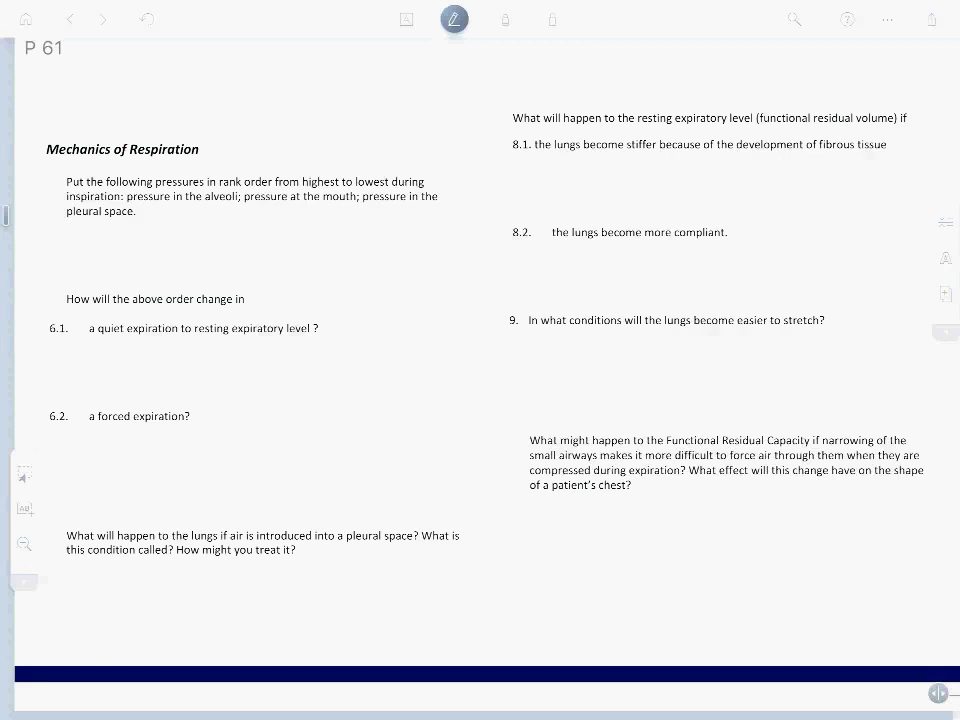 P 61
Mechanics of Respiration
Put the following pressures in rank order from highest to lowest during
inspiration: pressure in the alveoli; pressure at the mouth; pressure in the
pleural space.
How will the above order change in
6.1. a quiet expiration to resting expiratory level ?
6.2. a forced expiration?
What will happen to the lungs if air is introduced into a pleural space? What is
this condition called? How might you treat it?
What will happen to the resting expiratory level (functional residual volume) if
8.1. the lungs become stiffer because of the development of fibrous tissue
8.2. the lungs become more compliant.
9. In what conditions will the lungs become easier to stretch?
What might happen to the Functional Residual Capacity if narrowing of the
small airways makes it more difficult to force air through them when they are
compressed during expiration? What effect will this change have on the shape
of a patient’s chest?